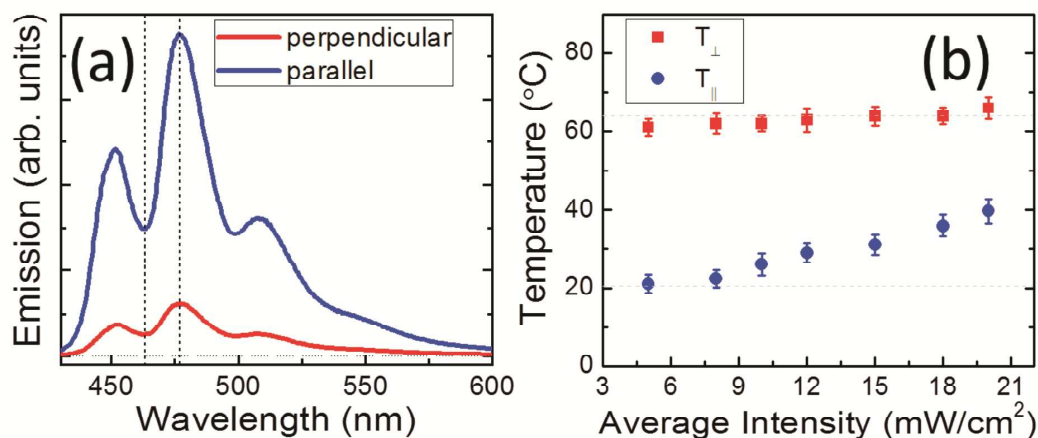 (a)
perpendicular
parallel
Emission (arb. units)
450
500
550
600
Wavelength (nm)
(b)
T⊥
T||
Temperature (°C)
80
60
40
20
0
3
6
9
12
15
18
21
Average Intensity (mW/cm²)